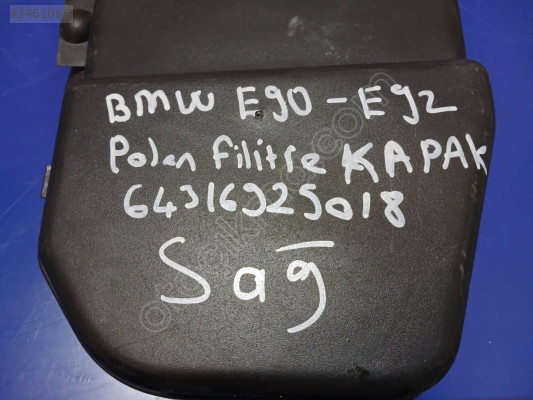 BMW E90-E92
Polen filitre KAPAK
64316925018
Sağ